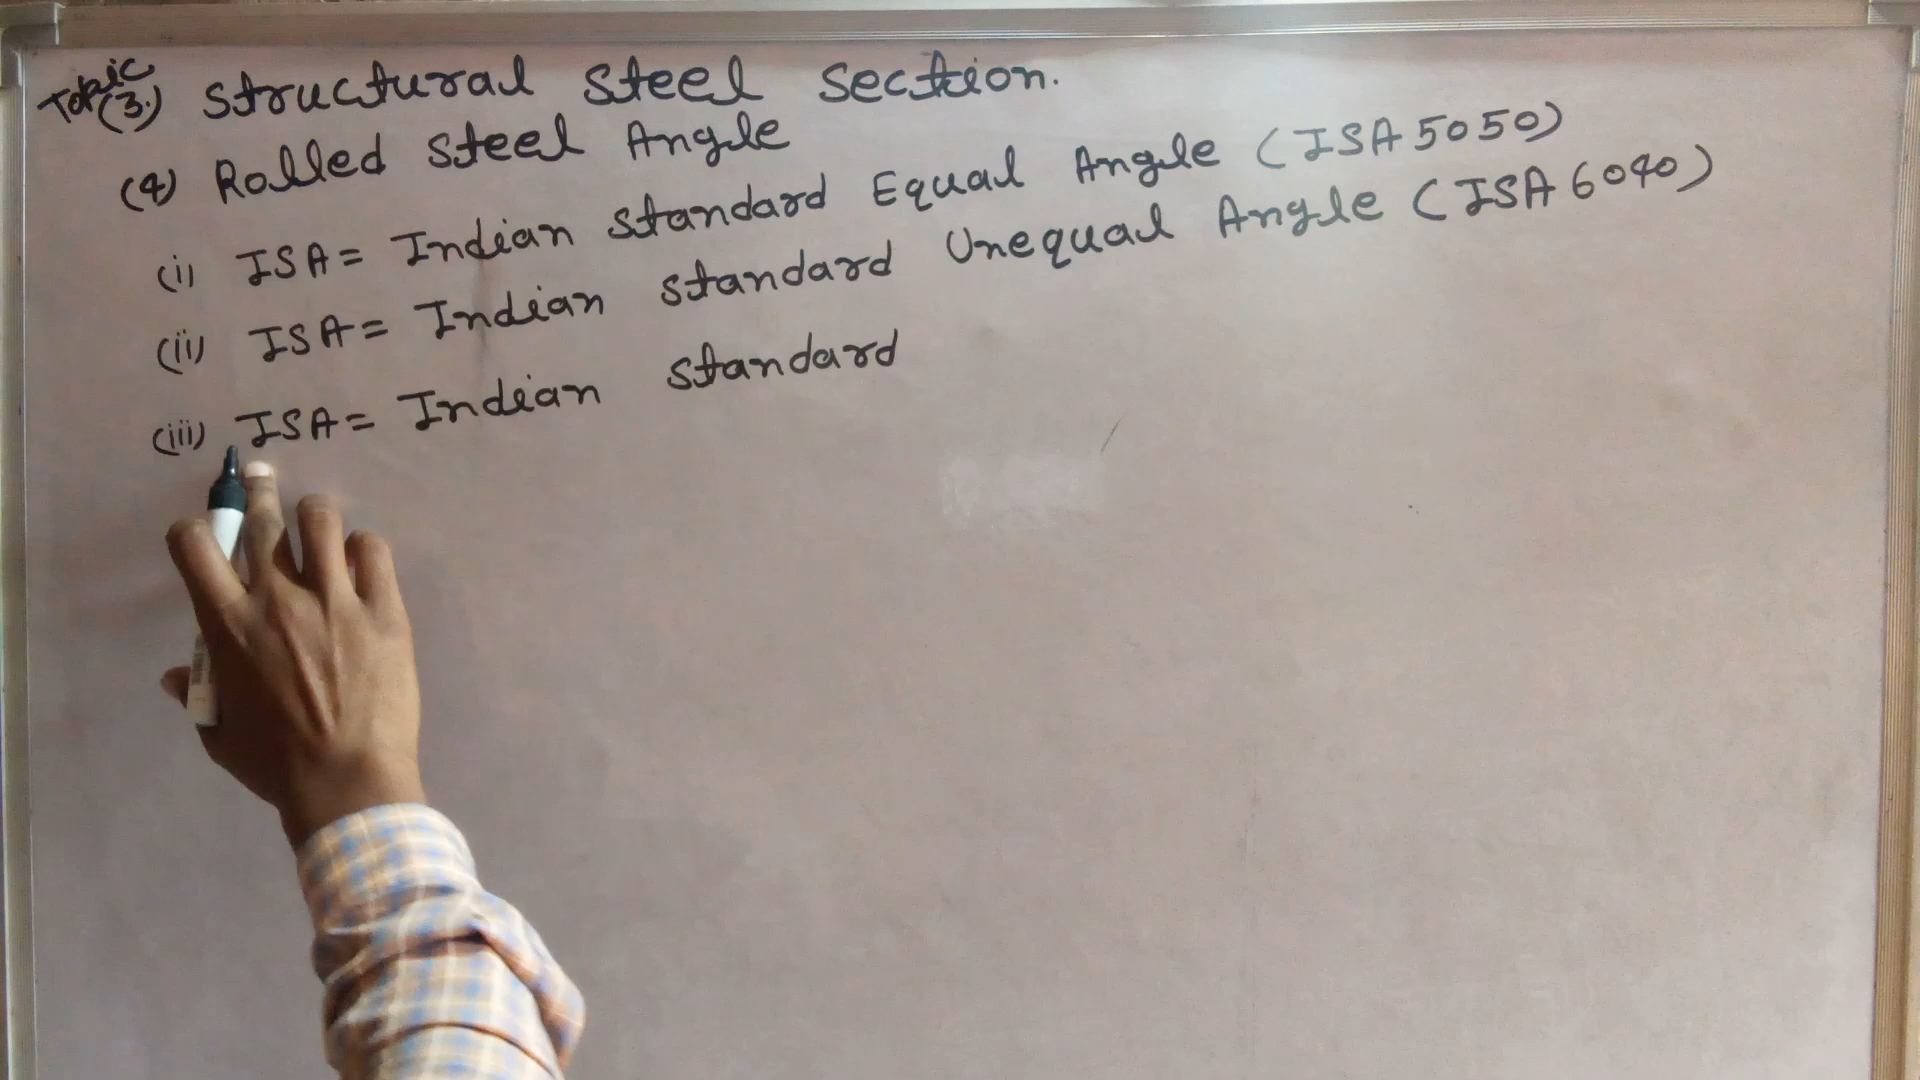 Topic (3.) Structural Steel Section.
(4) Rolled Steel Angle
(i) ISA = Indian Standard Equal Angle (ISA 5050)
(ii) ISA = Indian Standard Unequal Angle (ISA 6040)
(iii) ISA = Indian Standard